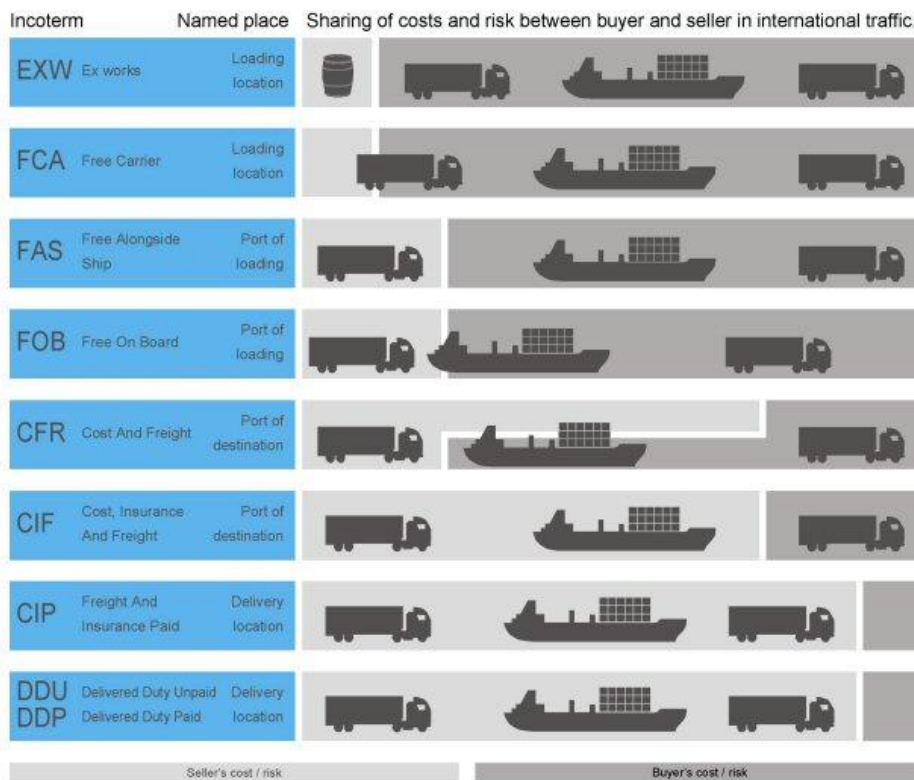 Incoterm Named place Sharing of costs and risk between buyer and seller in international traffic.
EXW Ex works Loading
location
FCA Free Carrier Loading
location
FAS Free Alongside Port of
Ship loading
FOB Free On Board Port of
loading
CFR Cost And Freight Port of
destination
CIF Cost, Insurance Port of
And Freight destination
CIP Freight And Delivery
Insurance Paid location
DDU Delivered Duty Unpaid Delivery
DDP Delivered Duty Paid location
Seller's cost / risk Buyer's cost / risk